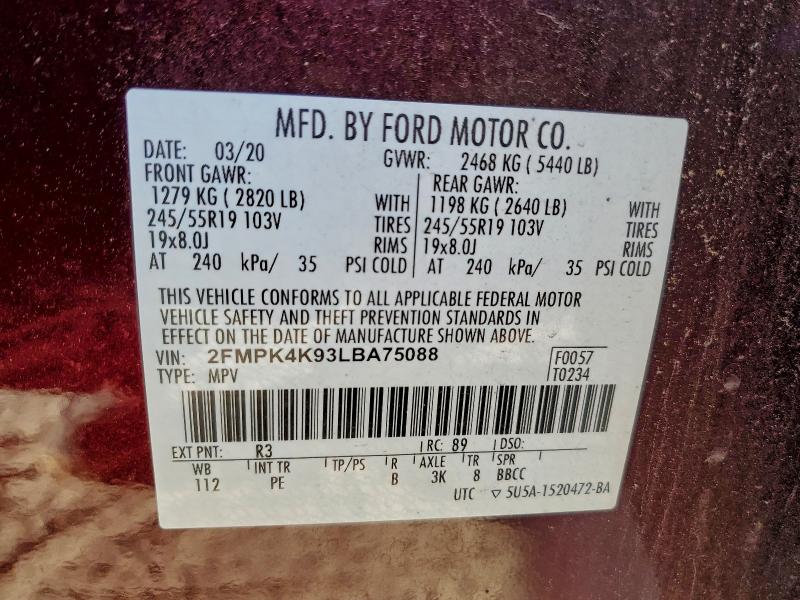 MFD. BY FORD MOTOR CO.
DATE: 03/20 GVWR: 2468 KG ( 5440 LB)
FRONT GAWR: REAR GAWR:
1279 KG ( 2820 LB) WITH 1198 KG ( 2640 LB) WITH
245/55R19 103V TIRES 245/55R19 103V TIRES
19x8.0J RIMS 19x8.0J RIMS
AT 240 kPa/ 35 PSI COLD AT 240 kPa/ 35 PSI COLD
THIS VEHICLE CONFORMS TO ALL APPLICABLE FEDERAL MOTOR
VEHICLE SAFETY AND THEFT PREVENTION STANDARDS IN
EFFECT ON THE DATE OF MANUFACTURE SHOWN ABOVE.
VIN: 2FMPK4K93LBA75088 F0057
TYPE: MPV T0234
EXT PNT: R3 RC: 89 DSO:
WB INT TR TP/PS R AXLE TR SPR
112 PE B 3K 8 BBCC
UTC ▽ 5U5A-1520472-BA